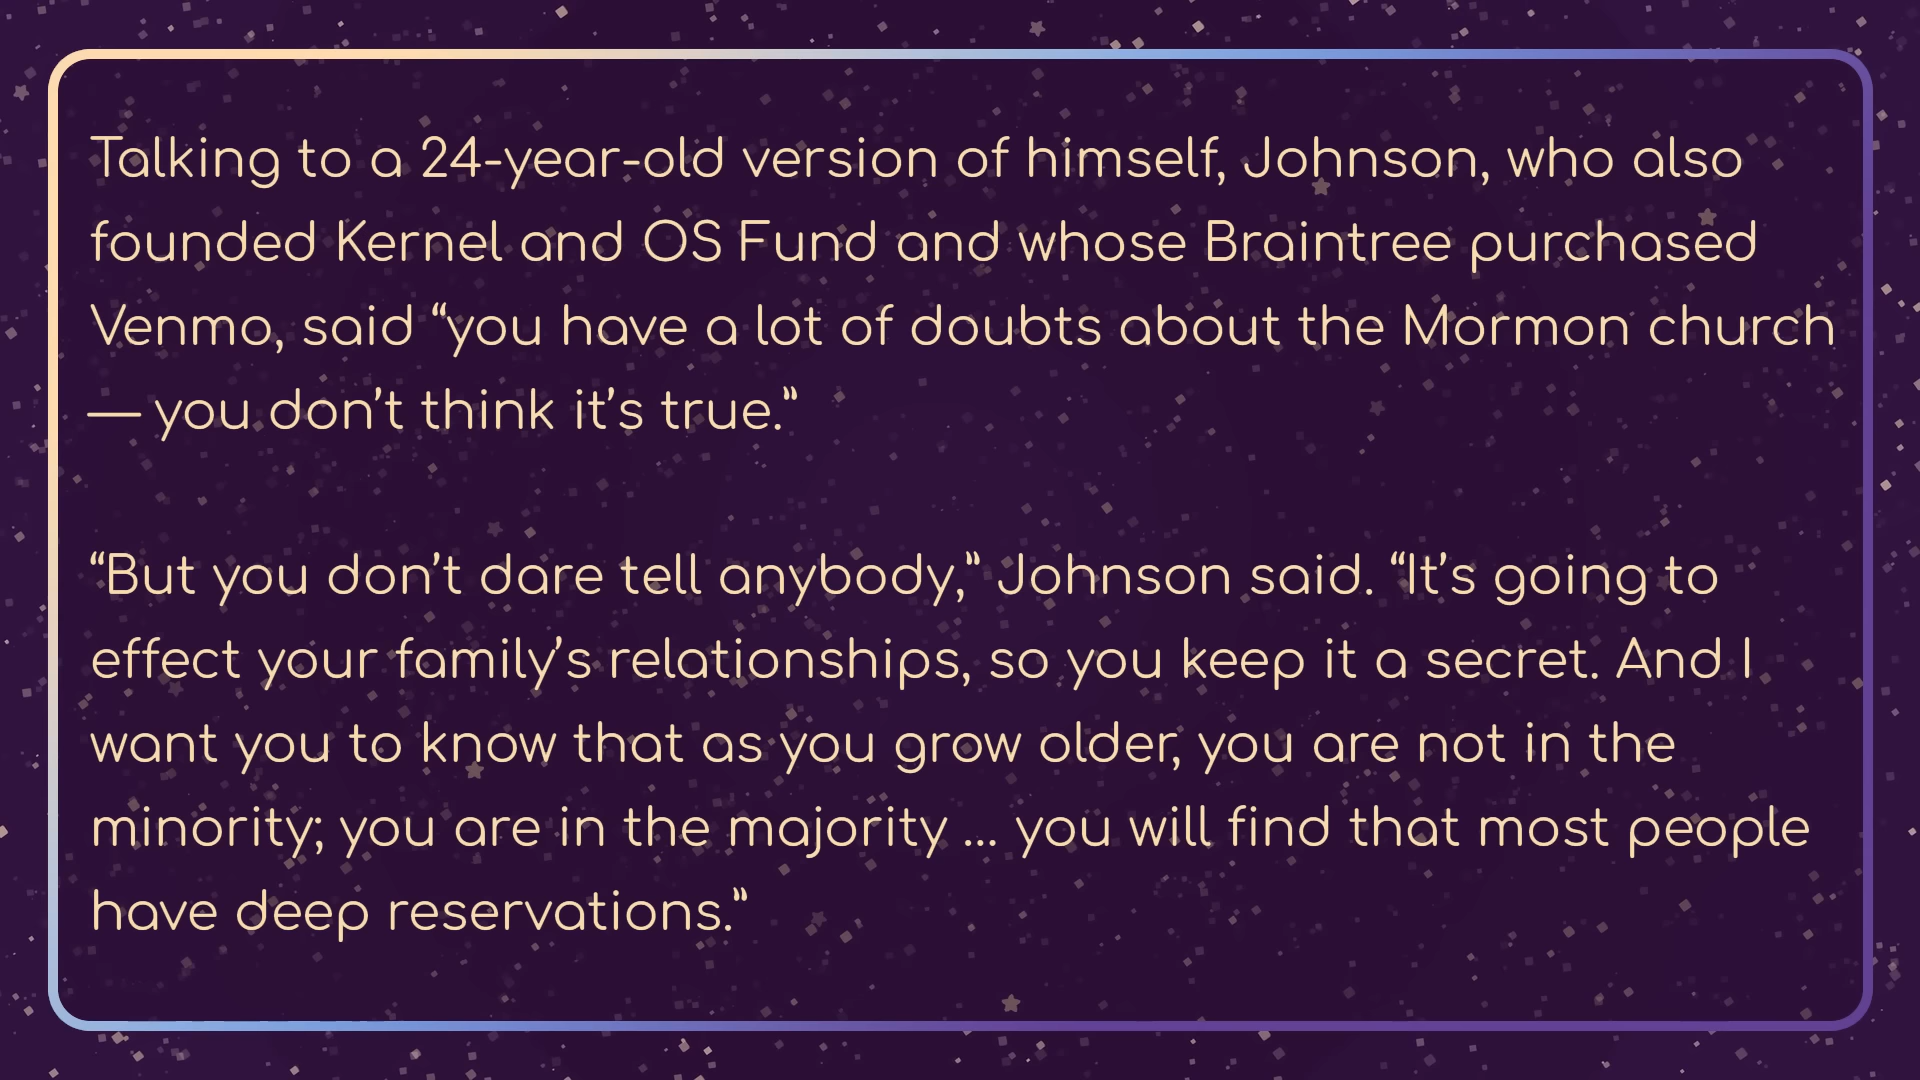 Talking to a 24-year-old version of himself, Johnson, who also
founded Kernel and OS Fund and whose Braintree purchased
Venmo, said “you have a lot of doubts about the Mormon church
— you don’t think it’s true.”
“But you don’t dare tell anybody,” Johnson said. “It’s going to
effect your family’s relationships, so you keep it a secret. And I
want you to know that as you grow older, you are not in the
minority; you are in the majority ... you will find that most people
have deep reservations.”